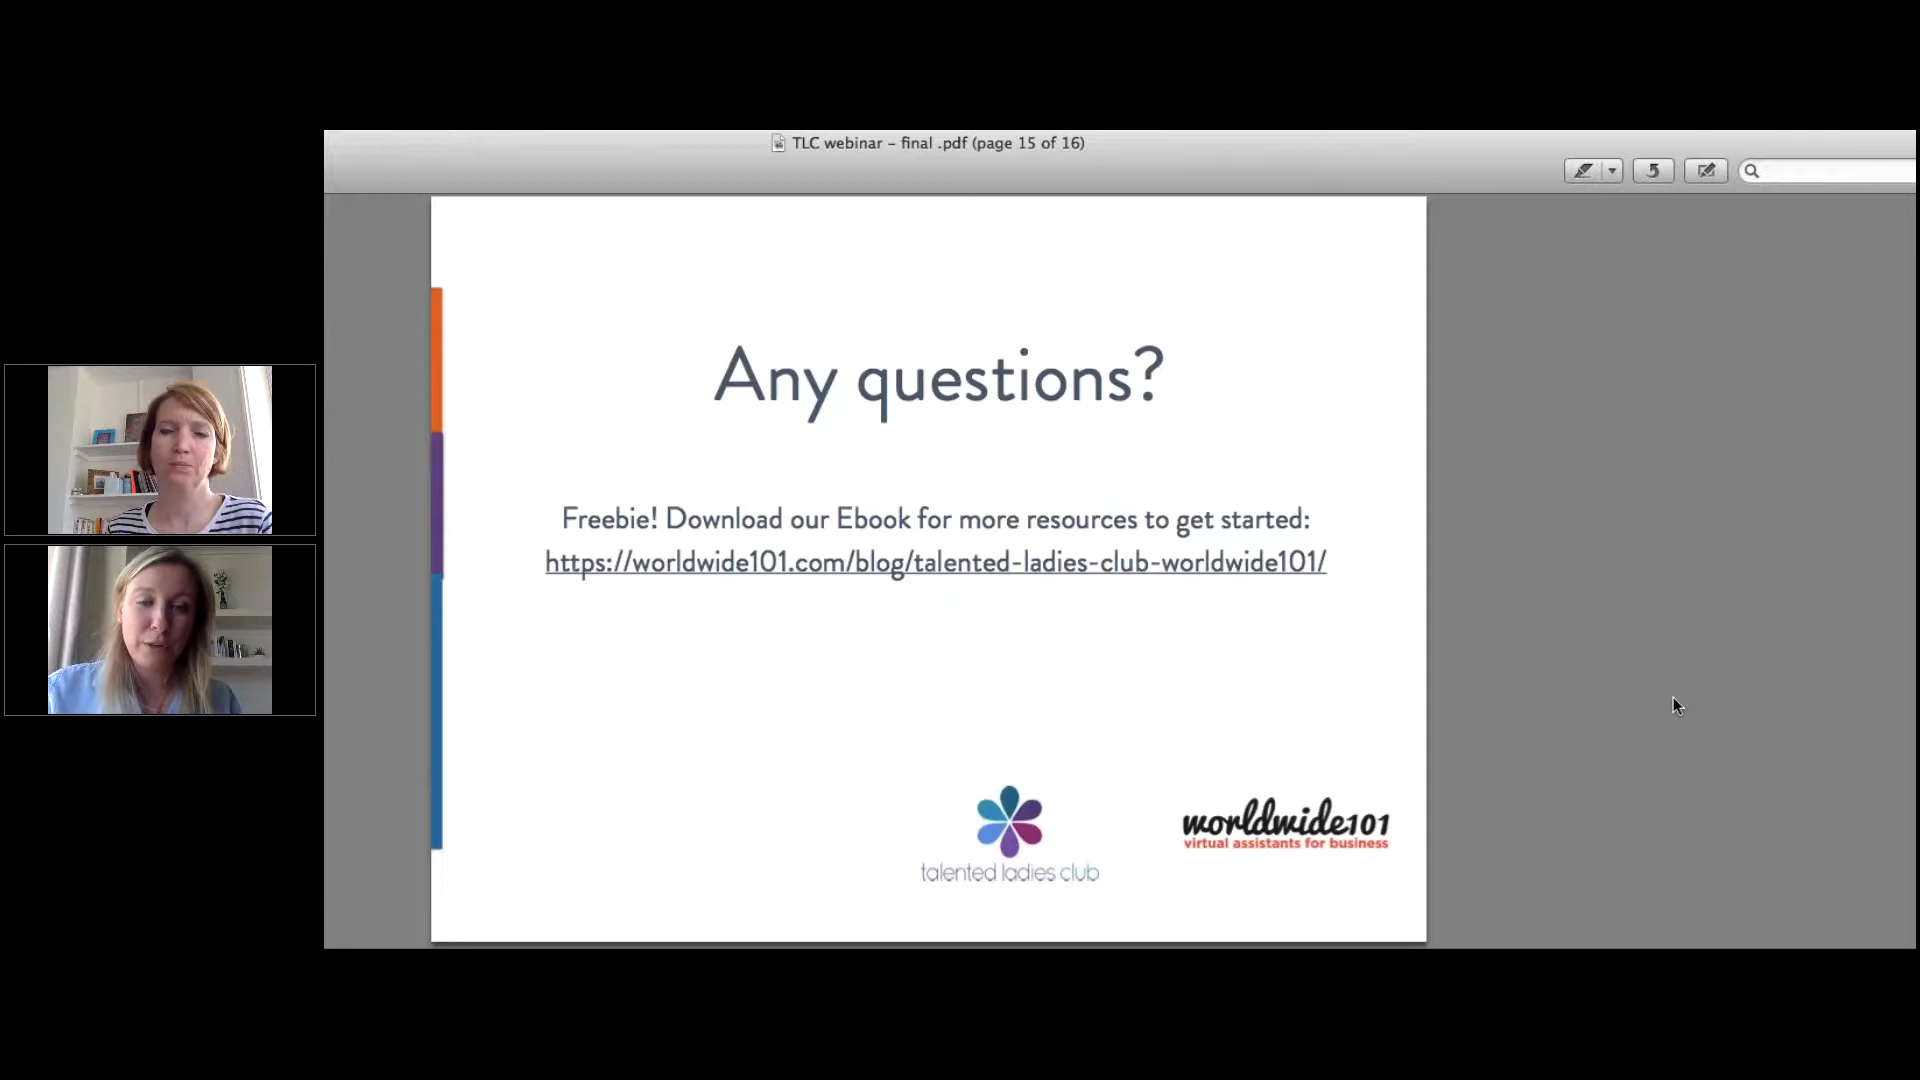 TLC webinar – final .pdf (page 15 of 16)
Any questions?
Freebie! Download our Ebook for more resources to get started:
https://worldwide101.com/blog/talented-ladies-club-worldwide101/
talented ladies club
worldwide101
virtual assistants for business